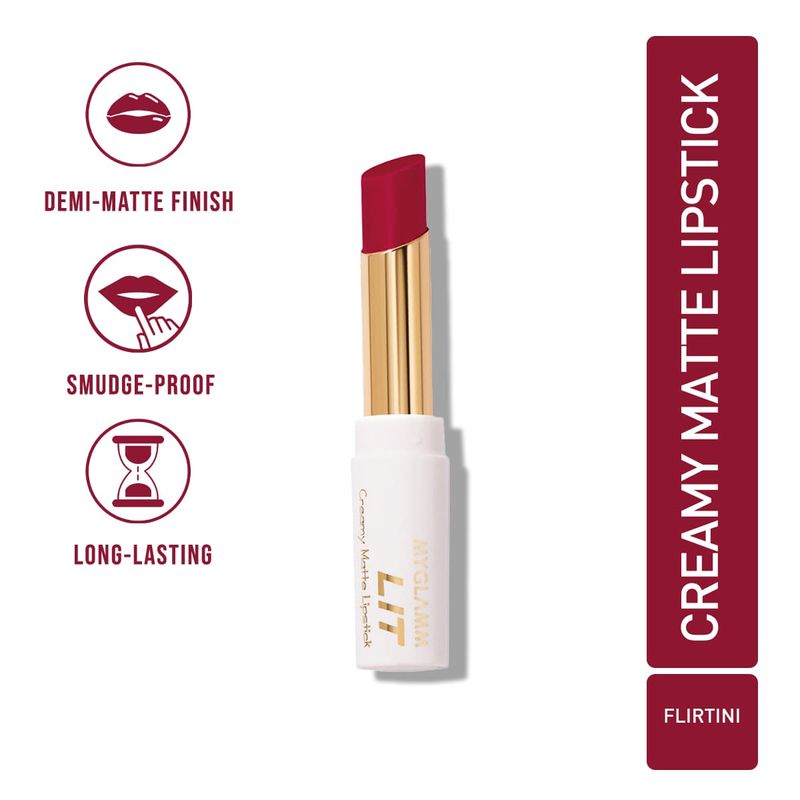 DEMI-MATTE FINISH
SMUDGE-PROOF
LONG-LASTING
MYGLAMM
LIT
Creamy Matte Lipstick
CREAMY MATTE LIPSTICK
FLIRTINI